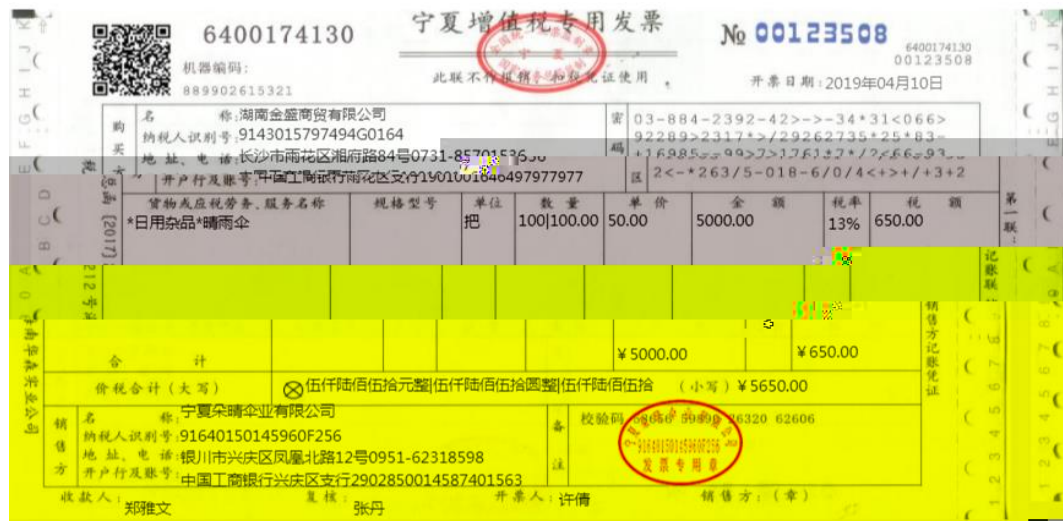 宁夏增值税专用发票
6400174130
№ 00123508
6400174130
00123508
机器编码:
889902615321
此联不作报销、扣税凭证使用
开票日期:2019年04月10日
购买方
名 称:湖南金盛商贸有限公司
纳税人识别号:9143015797494G0164
地 址、电 话:长沙市雨花区湘府路84号0731-
开户行及账号:中国工商银行雨花区支行
密码区
03-884-2392-42>->-34*31<066>
92289>2317*>/29262735*25*83-
2<-*263/5-018-6/0/4<+>+/+3+2
货物或应税劳务、服务名称 规格型号 单位 数 量 单 价 金 额 税率 税 额
*日用杂品*晴雨伞 把 100|100.00 50.00 5000.00 13% 650.00
合 计 ¥5000.00 ¥650.00
价税合计(大写) ⊗伍仟陆佰伍拾元整|伍仟陆佰伍拾圆整|伍仟陆佰伍拾 (小写)¥5650.00
销售方
名 称:宁夏朵晴伞业有限公司
纳税人识别号:91640150145960F256
地 址、电 话:银川市兴庆区凤凰北路12号0951-62318598
开户行及账号:中国工商银行兴庆区支行2902850014587401563
备注
校验码 26320 62606
91640150145960F256
发票专用章
收款人:郑雅文 复核:张丹 开票人:许倩 销售方:(章)
第一联:记账联 销售方记账凭证